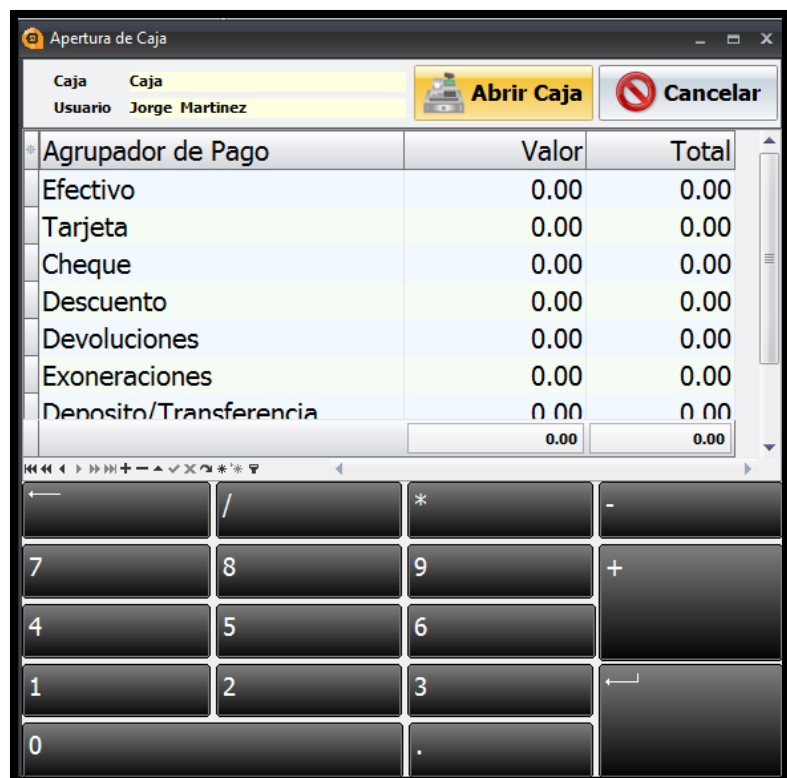 Apertura de Caja
Caja Caja
Usuario Jorge Martinez
Abrir Caja Cancelar
Agrupador de Pago Valor Total
Efectivo 0.00 0.00
Tarjeta 0.00 0.00
Cheque 0.00 0.00
Descuento 0.00 0.00
Devoluciones 0.00 0.00
Exoneraciones 0.00 0.00
Deposito/Transferencia 0.00 0.00
0.00 0.00
/ * -
7 8 9 +
4 5 6
1 2 3
0 .